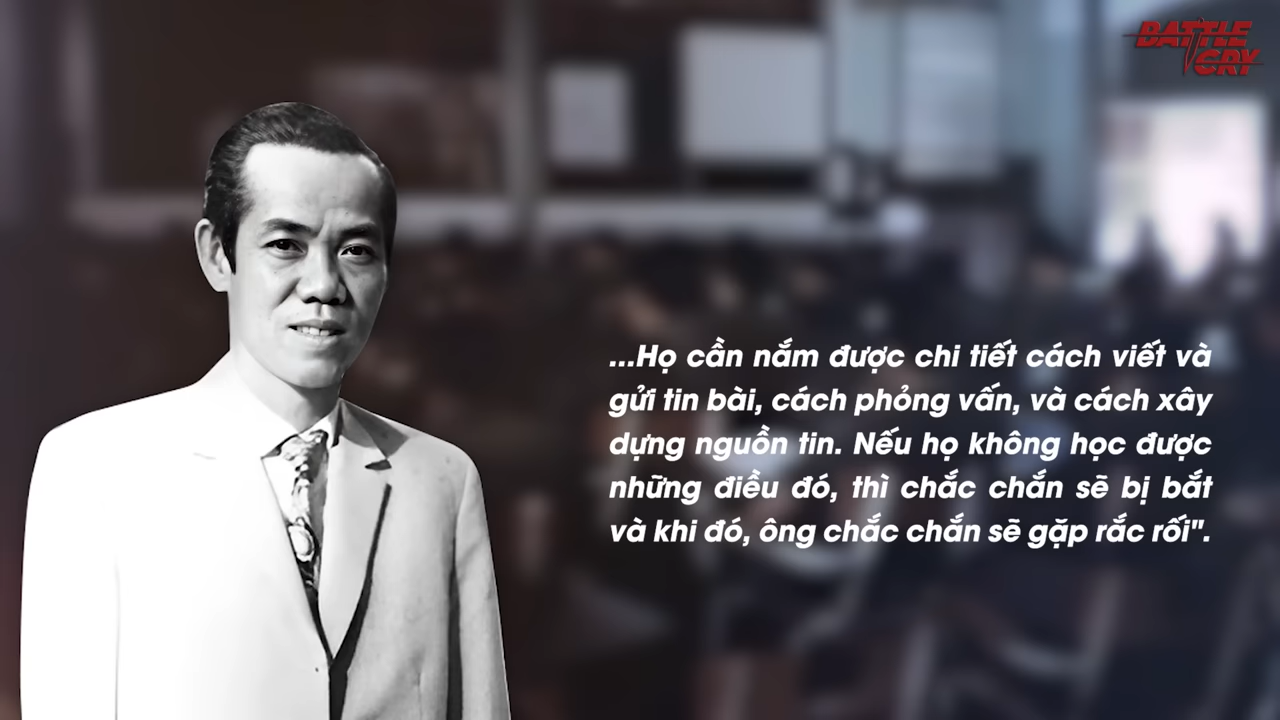 BATTLE
CRY
...Họ cần nắm được chi tiết cách viết và
gửi tin bài, cách phỏng vấn, và cách xây
dựng nguồn tin. Nếu họ không học được
những điều đó, thì chắc chắn sẽ bị bắt
và khi đó, ông chắc chắn sẽ gặp rắc rối".